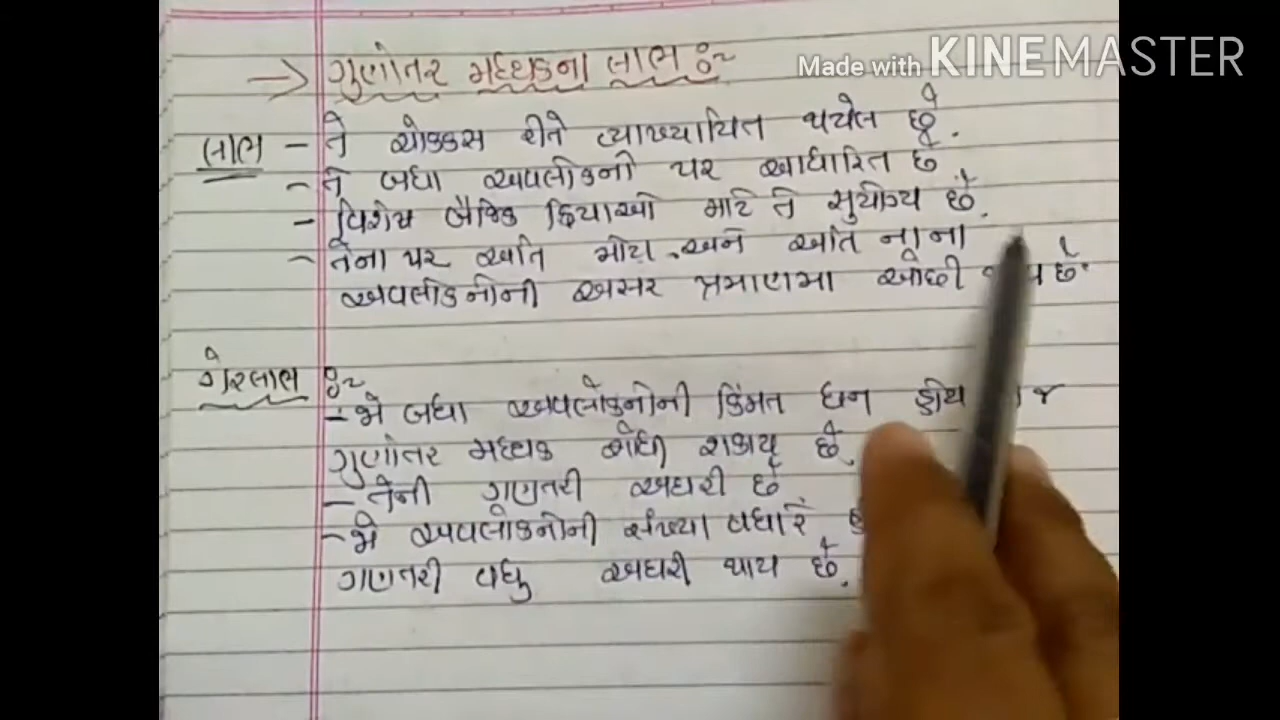 Made with KINEMASTER
→ ગુણોતર મધ્યકના લાભ :~
લાભ - તે ચોક્કસ રીતે વ્યાખ્યાયિત થયેલ છે.
- તે બધા અવલોકનો પર આધારિત છે.
- વિશેષ બૈજિક ક્રિયાઓ માટે તે સુયોગ્ય છે.
- તેના પર અતિ મોટા અને અતિ નાના
અવલોકનોની અસર પ્રમાણમા ઓછી છે.
ગેરલાભ :~
- જો બધા અવલોકનોની કિંમત ધન હોય જ
ગુણોતર મધ્યક શોધી શકાય છે.
- તેની ગણતરી અઘરી છે
- જો અવલોકનોની સંખ્યા વધારે
ગણતરી વધુ અઘરી થાય છે.